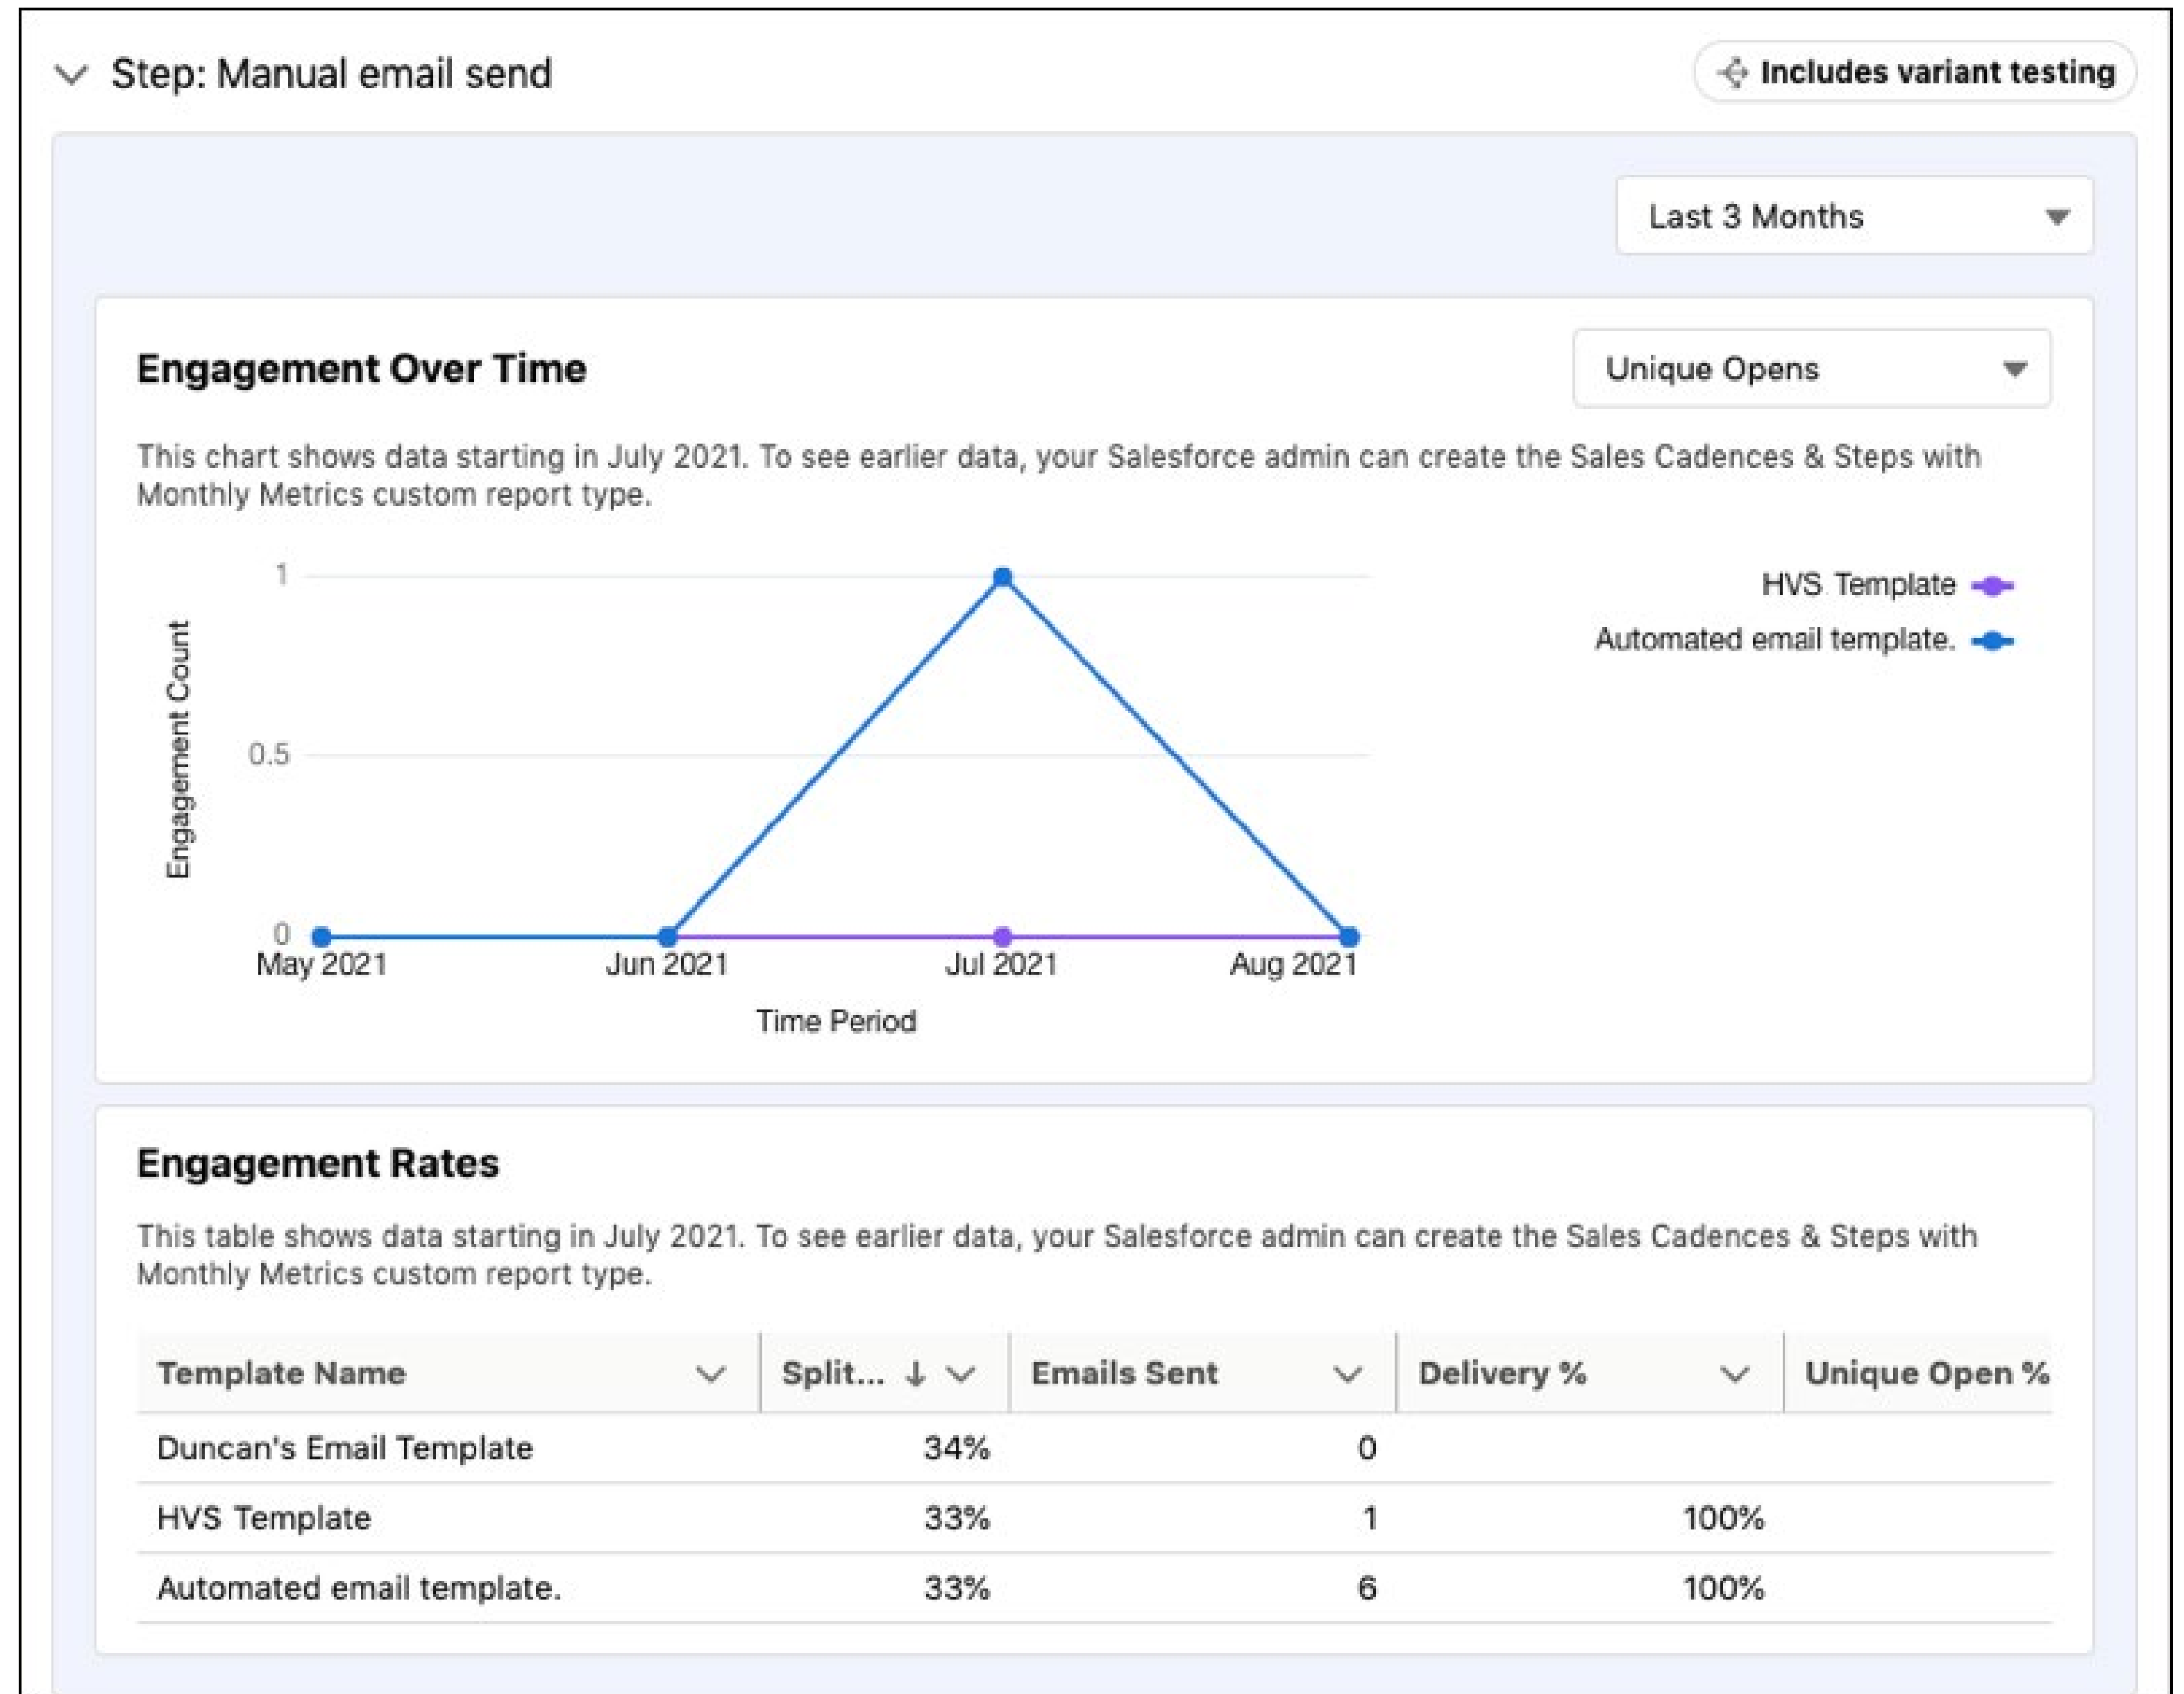 Step: Manual email send
Includes variant testing
Last 3 Months
Engagement Over Time
Unique Opens
This chart shows data starting in July 2021. To see earlier data, your Salesforce admin can create the Sales Cadences & Steps with
Monthly Metrics custom report type.
1
0.5
0
Engagement Count
HVS Template
Automated email template.
May 2021 Jun 2021 Jul 2021 Aug 2021
Time Period
Engagement Rates
This table shows data starting in July 2021. To see earlier data, your Salesforce admin can create the Sales Cadences & Steps with
Monthly Metrics custom report type.
Template Name Split... Emails Sent Delivery % Unique Open %
Duncan's Email Template 34% 0
HVS Template 33% 1 100%
Automated email template. 33% 6 100%